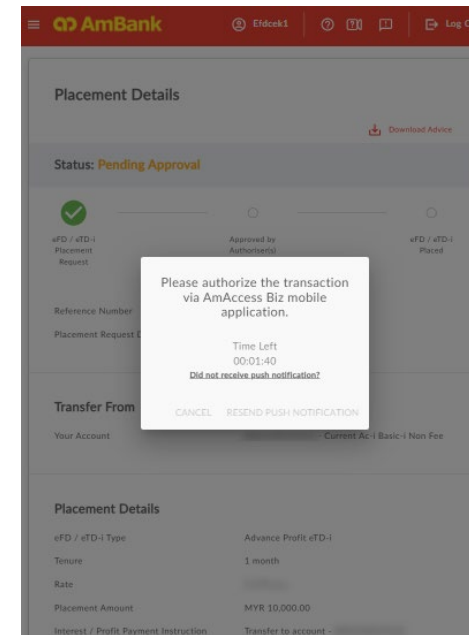 AmBank
Efdcek1
Log O
Placement Details
Download Advice
Status: Pending Approval
eFD / eTD-i
Placement
Request
Approved by
Authoriser(s)
eFD / eTD-i
Placed
Please authorize the transaction
via AmAccess Biz mobile
application.
Time Left
00:01:40
Did not receive push notification?
CANCEL RESEND PUSH NOTIFICATION
Reference Number
Placement Request D
Transfer From
Your Account - Current Ac-i Basic-i Non Fee
Placement Details
eFD / eTD-i Type Advance Profit eTD-i
Tenure 1 month
Rate
Placement Amount MYR 10,000.00
Interest / Profit Payment Instruction Transfer to account -